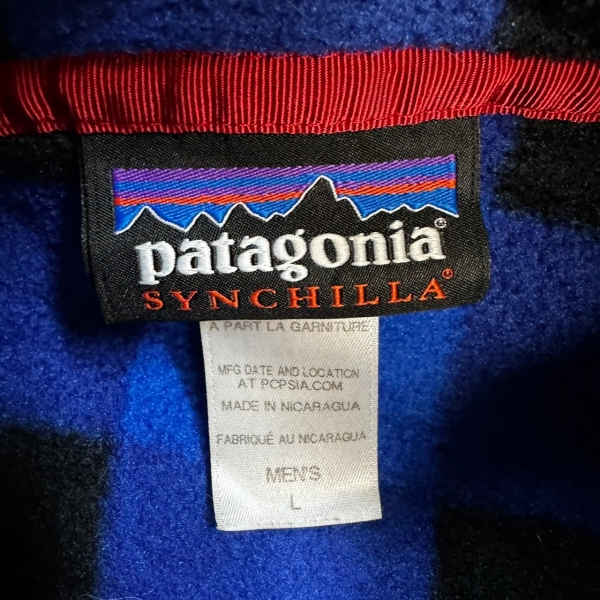 patagonia®
SYNCHILLA®
À PART LA GARNITURE
MFG DATE AND LOCATION
AT PCPSIA.COM
MADE IN NICARAGUA
FABRIQUÉ AU NICARAGUA
MEN'S
L